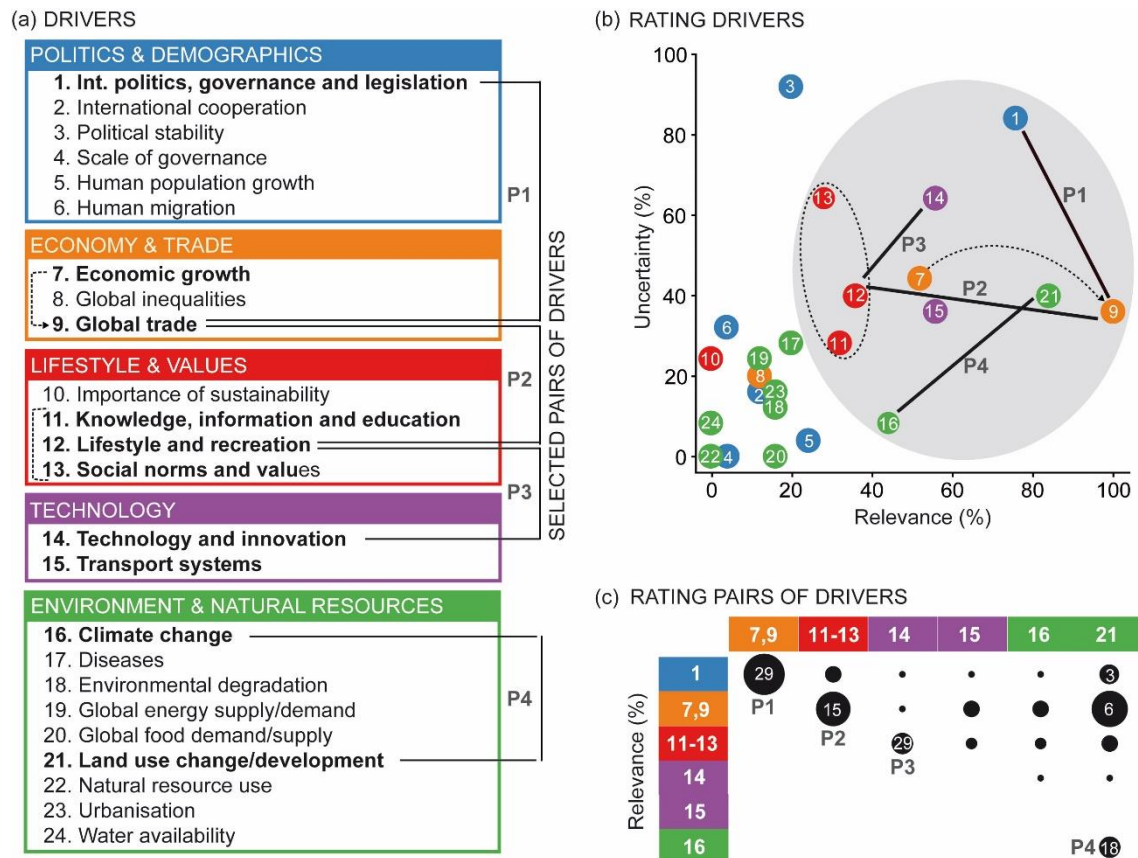 (a) DRIVERS
POLITICS & DEMOGRAPHICS
1. Int. politics, governance and legislation
2. International cooperation
3. Political stability
4. Scale of governance
5. Human population growth
6. Human migration
ECONOMY & TRADE
7. Economic growth
8. Global inequalities
9. Global trade
LIFESTYLE & VALUES
10. Importance of sustainability
11. Knowledge, information and education
12. Lifestyle and recreation
13. Social norms and values
TECHNOLOGY
14. Technology and innovation
15. Transport systems
ENVIRONMENT & NATURAL RESOURCES
16. Climate change
17. Diseases
18. Environmental degradation
19. Global energy supply/demand
20. Global food demand/supply
21. Land use change/development
22. Natural resource use
23. Urbanisation
24. Water availability
P1
P2
P3
P4
SELECTED PAIRS OF DRIVERS
(b) RATING DRIVERS
Uncertainty (%)
100
80
60
40
20
0
3
1
13
14
P1
P3
7
12
P2
21
15
9
6
11
17
10
19
P4
8
2
23
18
24
16
5
22
4
20
0 20 40 60 80 100
Relevance (%)
(c) RATING PAIRS OF DRIVERS
7,9 11-13 14 15 16 21
Relevance (%)
1 29 3
P1
7,9 15 6
P2
11-13 29
P3
14
15
16 P4 18